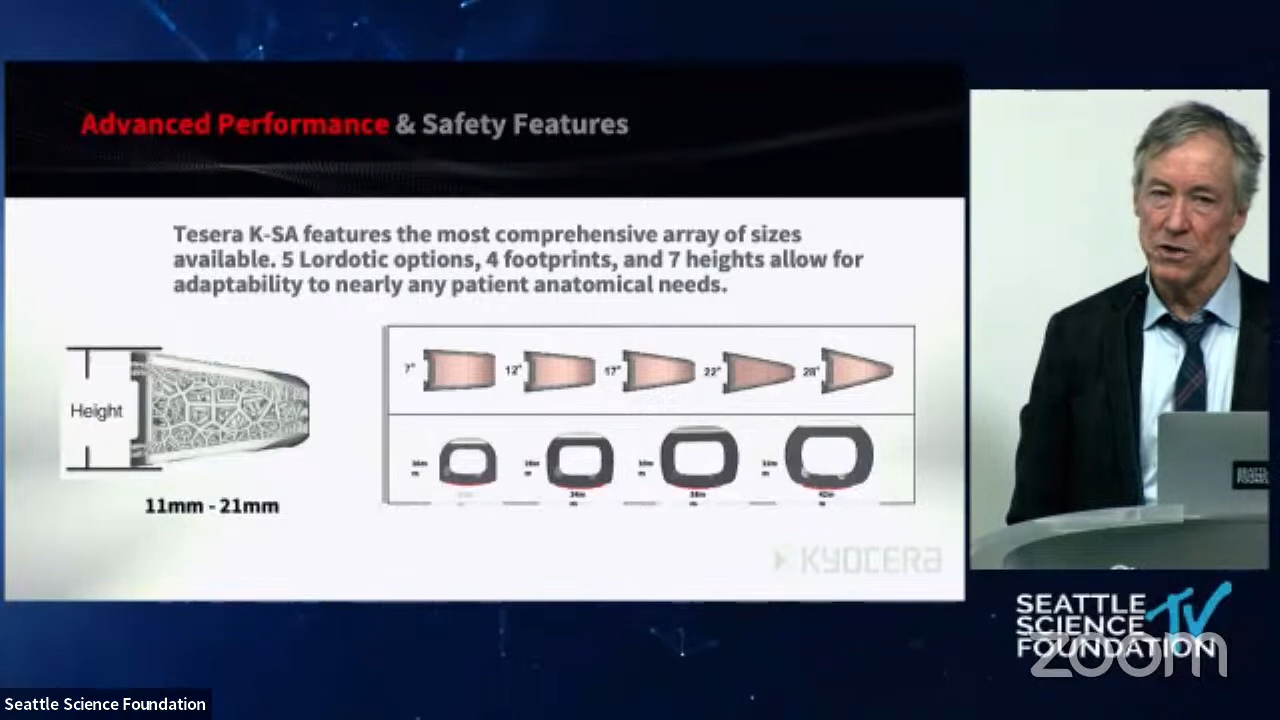 Advanced Performance & Safety Features
Tesera K-SA features the most comprehensive array of sizes
available. 5 Lordotic options, 4 footprints, and 7 heights allow for
adaptability to nearly any patient anatomical needs.
Height
11mm - 21mm
7° 12° 17° 22° 28°
KYOCERA
SEATTLE
SCIENCE TV
FOUNDATION
zoom
Seattle Science Foundation